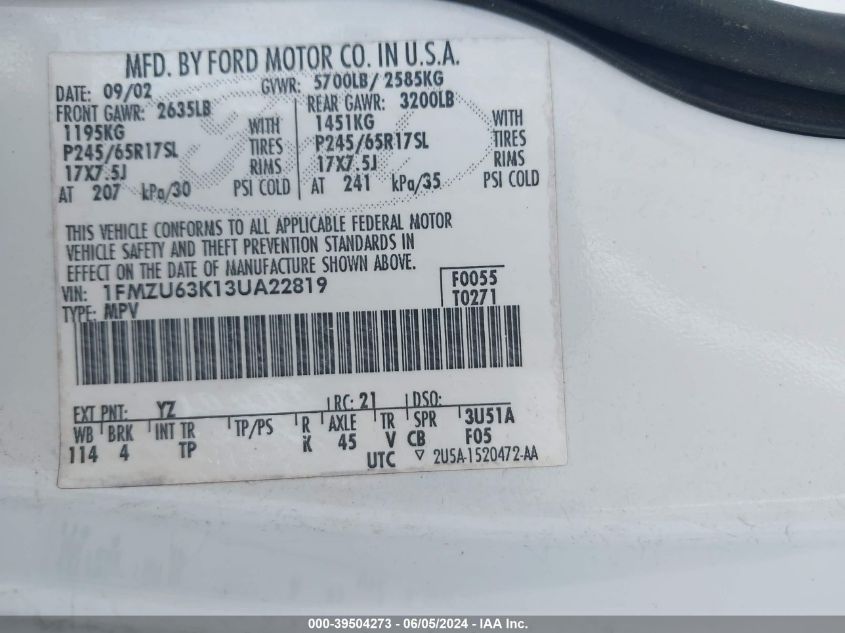 MFD. BY FORD MOTOR CO. IN U.S.A.
DATE: 09/02 GVWR: 5700LB/ 2585KG
FRONT GAWR: 2635LB REAR GAWR: 3200LB
1195KG WITH 1451KG WITH
P245/65R17SL TIRES P245/65R17SL TIRES
17X7.5J RIMS 17X7.5J RIMS
AT 207 kPa/30 PSI COLD AT 241 kPa/35 PSI COLD
THIS VEHICLE CONFORMS TO ALL APPLICABLE FEDERAL MOTOR
VEHICLE SAFETY AND THEFT PREVENTION STANDARDS IN
EFFECT ON THE DATE OF MANUFACTURE SHOWN ABOVE.
VIN: 1FMZU63K13UA22819 F0055
TYPE: MPV T0271
EXT PNT: YZ RC: 21 DSO:
WB BRK INT TR TP/PS R AXLE TR SPR 3U51A
114 4 TP K 45 V CB F05
UTC ▽ 2U5A-1520472-AA
000-39504273 - 06/05/2024 - IAA Inc.